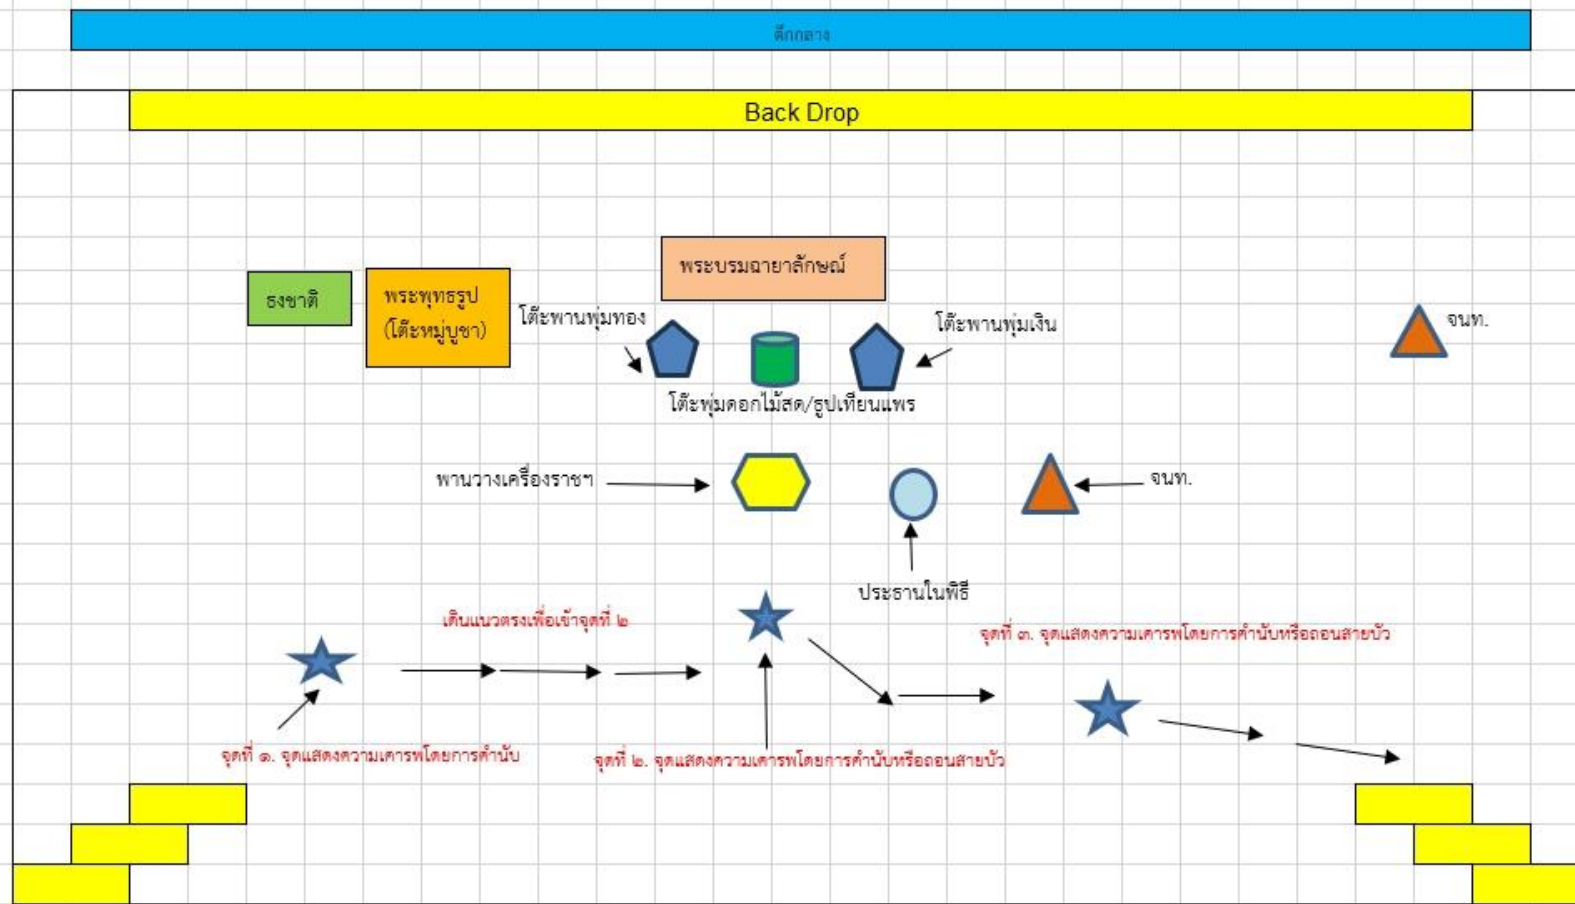 ตึกกลาง
Back Drop
พระบรมฉายาลักษณ์
ธงชาติ
พระพุทธรูป
(โต๊ะหมู่บูชา)
โต๊ะพานพุ่มทอง
โต๊ะพานพุ่มเงิน
จนท.
โต๊ะพุ่มดอกไม้สด/ธูปเทียนแพร
พานวางเครื่องราชฯ
จนท.
ประธานในพิธี
เดินแนวตรงเพื่อเข้าจุดที่ ๒
จุดที่ ๓. จุดแสดงความเคารพโดยการคำนับหรือถอนสายบัว
จุดที่ ๑. จุดแสดงความเคารพโดยการคำนับ
จุดที่ ๒. จุดแสดงความเคารพโดยการคำนับหรือถอนสายบัว